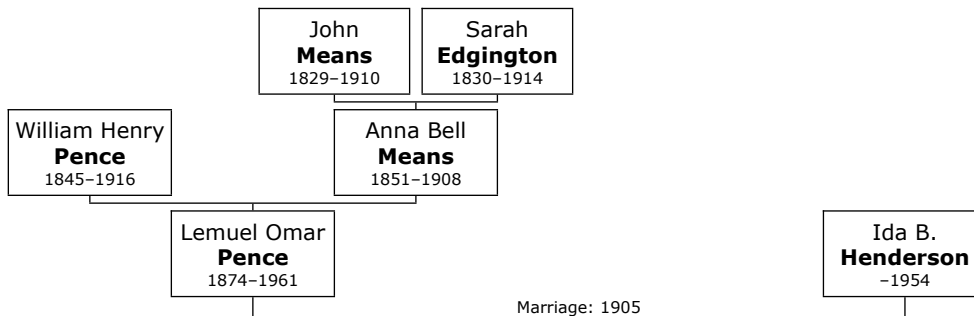 John
Means
1829–1910
Sarah
Edgington
1830–1914
William Henry
Pence
1845–1916
Anna Bell
Means
1851–1908
Lemuel Omar
Pence
1874–1961
Ida B.
Henderson
–1954
Marriage: 1905